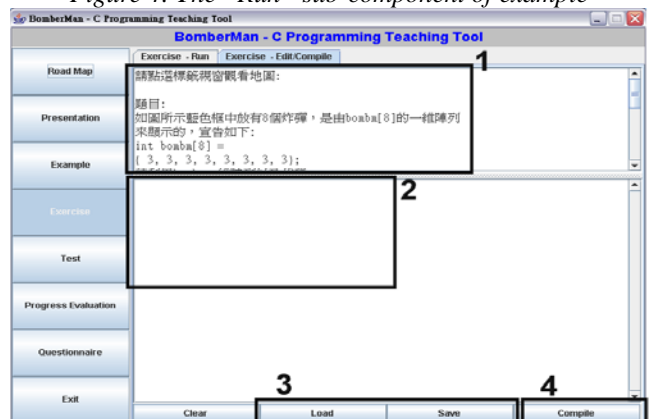 Figure 4. The "Run" sub-component of example
BomberMan - C Programming Teaching Tool
BomberMan - C Programming Teaching Tool
Exercise - Run
Exercise - Edit/Compile
1
Road Map
請點選標籤視窗觀看地圖:
題目:
Presentation
如圖所示藍色框中放有8個炸彈，是由bombm[8]的一維陣列
來顯示的，宣告如下:
int bombm[8] =
Example
{ 3, 3, 3, 3, 3, 3, 3, 3};
2
Exercise
Test
Progress Evaluation
Questionnaire
3
4
Exit
Clear
Load
Save
Compile